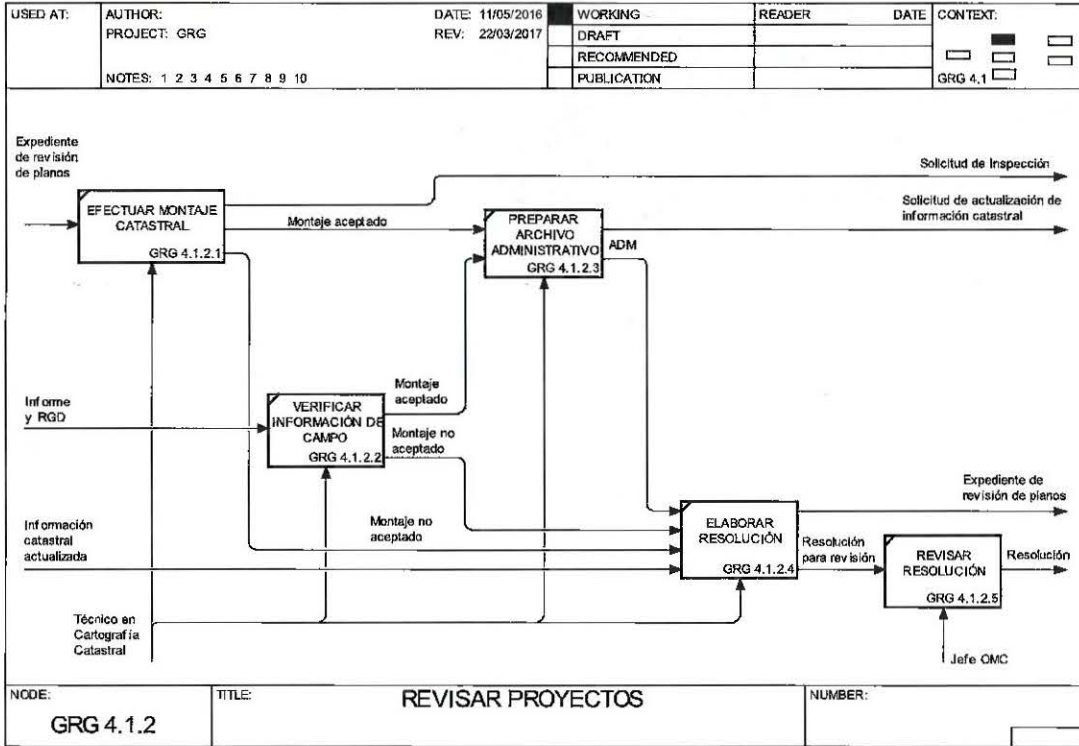 USED AT:
AUTHOR:
DATE: 11/05/2016
PROJECT: GRG
REV: 22/03/2017
NOTES: 1 2 3 4 5 6 7 8 9 10
WORKING
DRAFT
RECOMMENDED
PUBLICATION
READER
DATE
CONTEXT:
GRG 4.1
Expediente
de revisión
de planos
EFECTUAR MONTAJE
CATASTRAL
GRG 4.1.2.1
Montaje aceptado
PREPARAR
ARCHIVO
ADMINISTRATIVO
GRG 4.1.2.3
ADM
Solicitud de Inspección
Solicitud de actualización de
información catastral
Informe
y RGD
VERIFICAR
INFORMACIÓN DE
CAMPO
GRG 4.1.2.2
Montaje
aceptado
Montaje no
aceptado
Información
catastral
actualizada
Montaje no
aceptado
ELABORAR
RESOLUCIÓN
GRG 4.1.2.4
Expediente de
revisión de planos
Resolución
para revisión
REVISAR
RESOLUCIÓN
GRG 4.1.2.5
Resolución
Técnico en
Cartografía
Catastral
Jefe OMC
NODE:
GRG 4.1.2
TITLE:
REVISAR PROYECTOS
NUMBER: